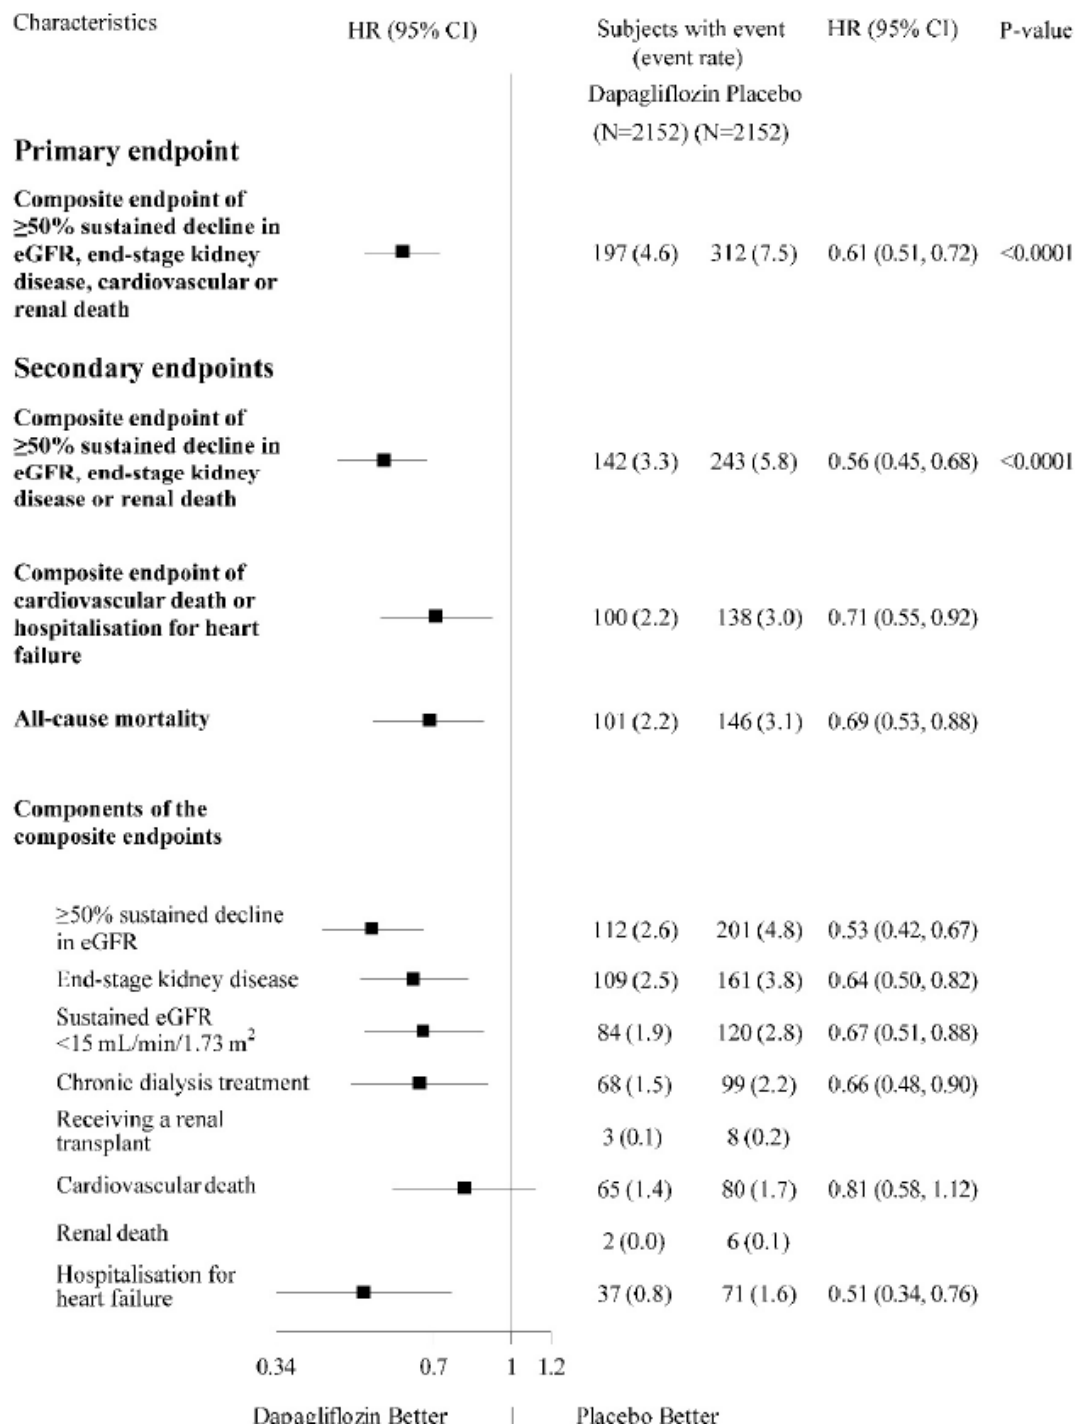 Characteristics
HR (95% CI)
Subjects with event
(event rate)
HR (95% CI)
P-value
Dapagliflozin Placebo
(N=2152) (N=2152)
Primary endpoint
Composite endpoint of
≥50% sustained decline in
eGFR, end-stage kidney
disease, cardiovascular or
renal death
197 (4.6) 312 (7.5) 0.61 (0.51, 0.72) <0.0001
Secondary endpoints
Composite endpoint of
≥50% sustained decline in
eGFR, end-stage kidney
disease or renal death
142 (3.3) 243 (5.8) 0.56 (0.45, 0.68) <0.0001
Composite endpoint of
cardiovascular death or
hospitalisation for heart
failure
100 (2.2) 138 (3.0) 0.71 (0.55, 0.92)
All-cause mortality 101 (2.2) 146 (3.1) 0.69 (0.53, 0.88)
Components of the
composite endpoints
≥50% sustained decline
in eGFR
112 (2.6) 201 (4.8) 0.53 (0.42, 0.67)
End-stage kidney disease 109 (2.5) 161 (3.8) 0.64 (0.50, 0.82)
Sustained eGFR
<15 mL/min/1.73 m²
84 (1.9) 120 (2.8) 0.67 (0.51, 0.88)
Chronic dialysis treatment 68 (1.5) 99 (2.2) 0.66 (0.48, 0.90)
Receiving a renal
transplant
3 (0.1) 8 (0.2)
Cardiovascular death 65 (1.4) 80 (1.7) 0.81 (0.58, 1.12)
Renal death 2 (0.0) 6 (0.1)
Hospitalisation for
heart failure
37 (0.8) 71 (1.6) 0.51 (0.34, 0.76)
0.34 0.7 1 1.2
Dapagliflozin Better Placebo Better